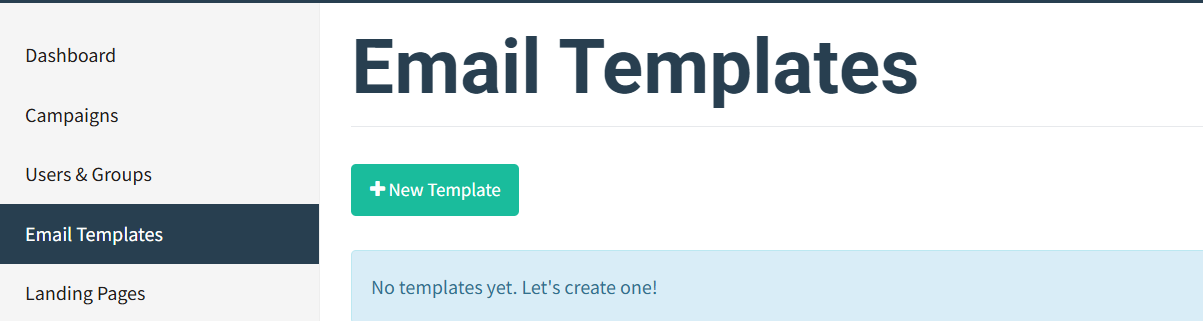 Dashboard
Campaigns
Users & Groups
Email Templates
Landing Pages
Email Templates
New Template
No templates yet. Let's create one!